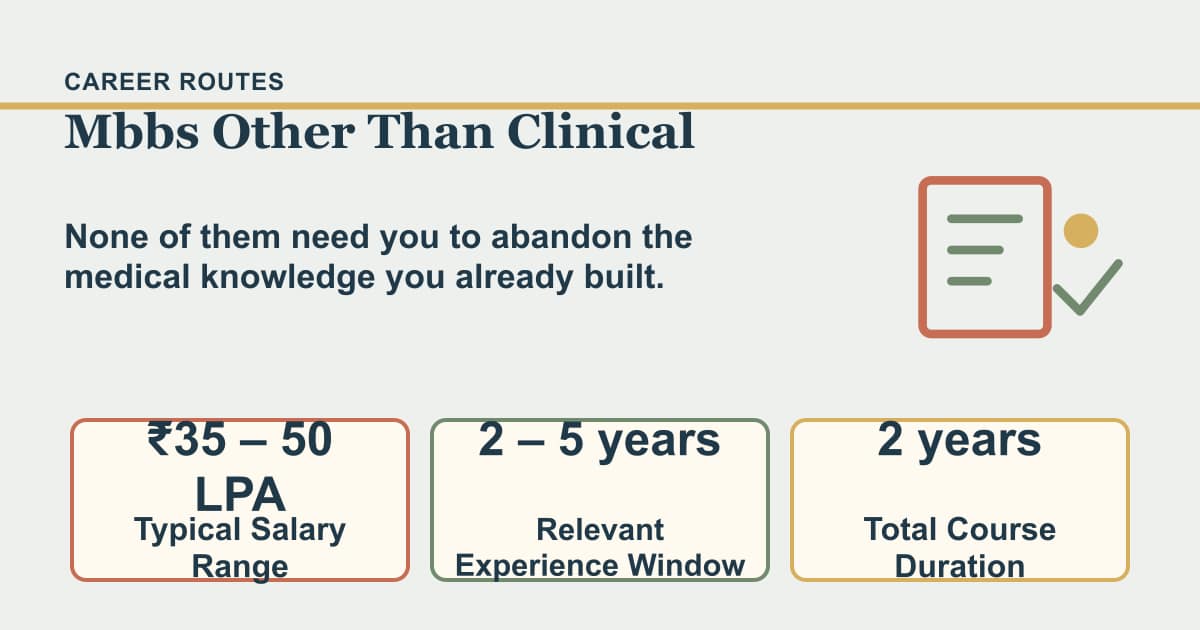 CAREER ROUTES
Mbbs Other Than Clinical
None of them need you to abandon the
medical knowledge you already built.
₹35 – 50
LPA
Typical Salary
Range
2 – 5 years
Relevant
Experience Window
2 years
Total Course
Duration